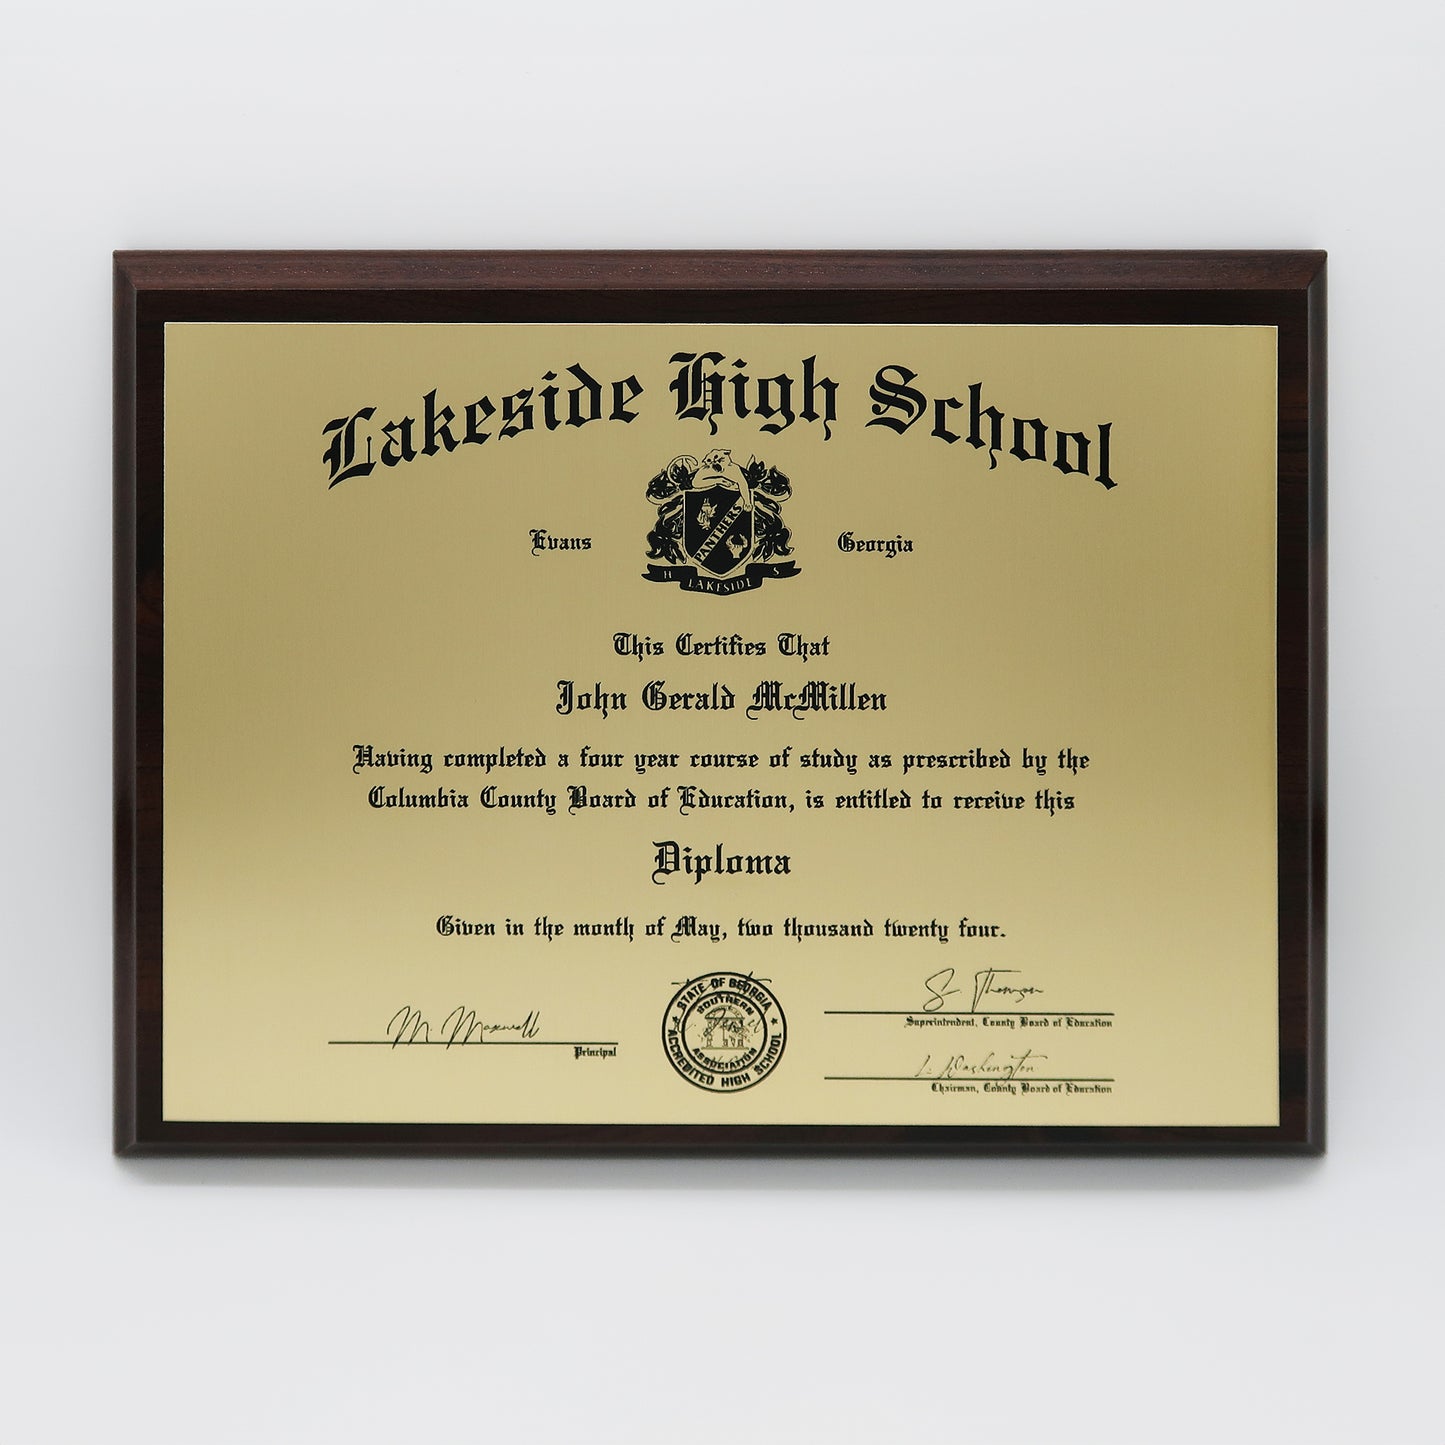 Lakeside High School
PANTHERS
H LAKESIDE S
Evans Georgia
This Certifies That
John Gerald McMillen
Having completed a four year course of study as prescribed by the
Columbia County Board of Education, is entitled to receive this
Diploma
Given in the month of May, two thousand twenty four.
M. Maxwell
Principal
STATE OF GEORGIA
SOUTHERN
ASSOCIATION
ACCREDITED HIGH SCHOOL
S. Thompson
Superintendent, County Board of Education
L. Washington
Chairman, County Board of Education